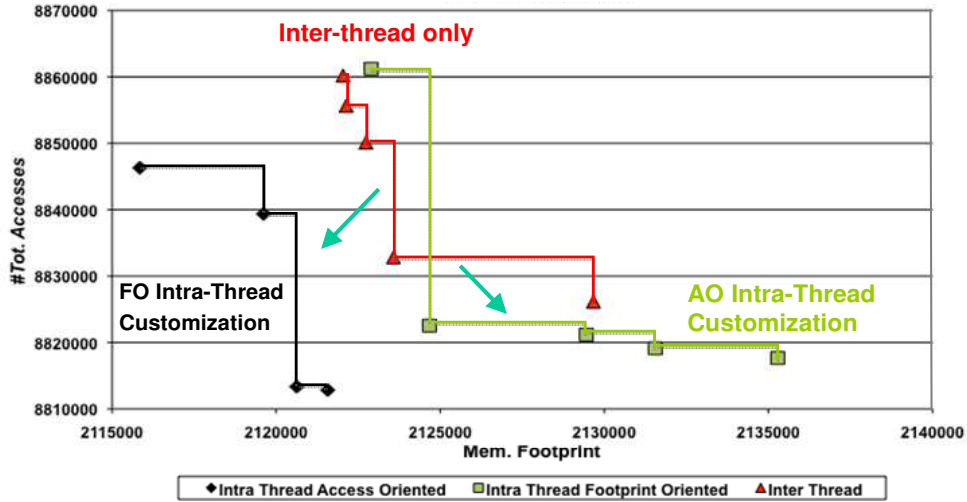 8870000
Inter-thread only
8860000
8850000
8840000
8830000
8820000
8810000
#Tot. Accesses
FO Intra-Thread
Customization
AO Intra-Thread
Customization
2115000 2120000 2125000 2130000 2135000 2140000
Mem. Footprint
Intra Thread Access Oriented Intra Thread Footprint Oriented Inter Thread